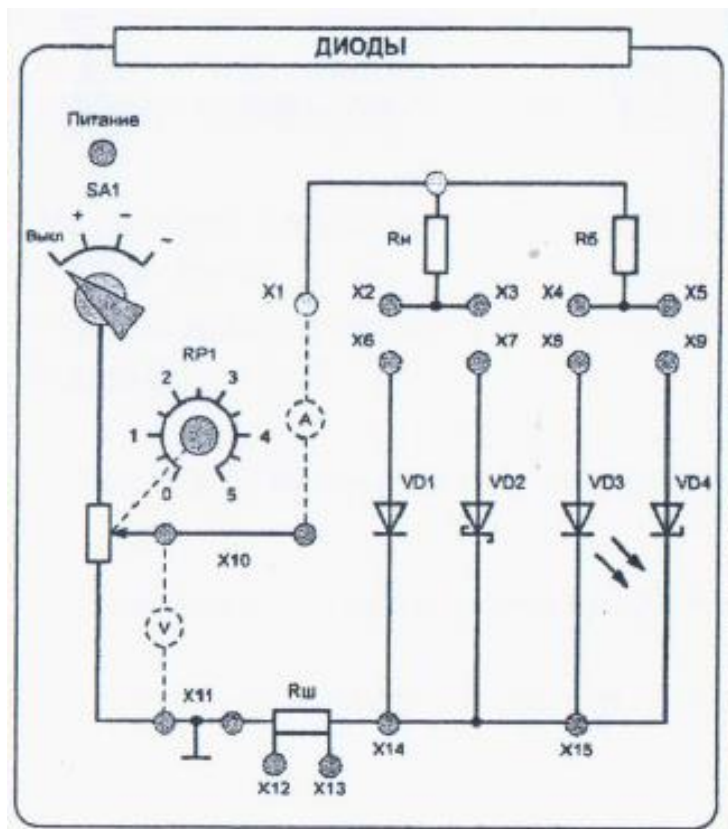 ДИОДЫ
Питание
SA1
Выкл + − ~
Rн Rб
X1 X2 X3 X4 X5
X6 X7 X8 X9
RP1
0 1 2 3 4 5
A
VD1 VD2 VD3 VD4
X10
V
X11 Rш
X14 X15
X12 X13